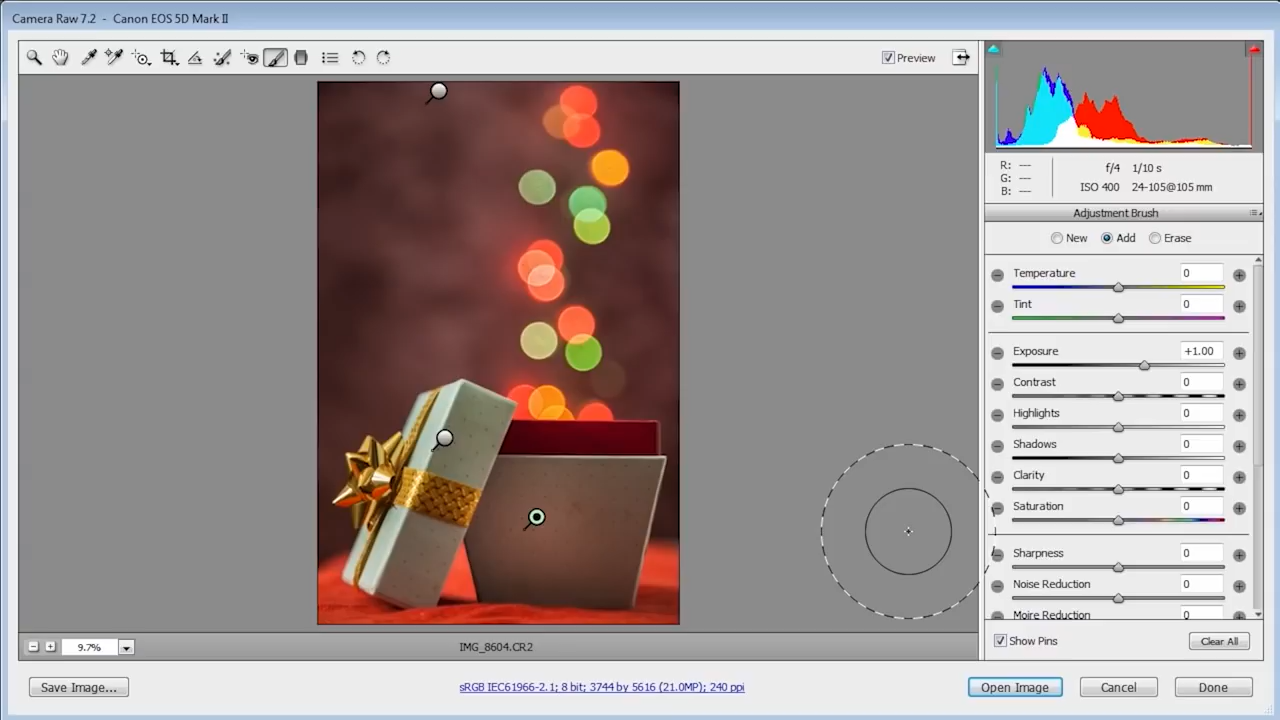 Camera Raw 7.2 - Canon EOS 5D Mark II
Preview
R: ---
G: ---
B: ---
f/4 1/10 s
ISO 400 24-105@105 mm
Adjustment Brush
New Add Erase
Temperature 0
Tint 0
Exposure +1.00
Contrast 0
Highlights 0
Shadows 0
Clarity 0
Saturation 0
Sharpness 0
Noise Reduction 0
Moire Reduction 0
Show Pins Clear All
9.7% IMG_8604.CR2
Save Image... sRGB IEC61966-2.1; 8 bit; 3744 by 5616 (21.0MP); 240 ppi Open Image Cancel Done